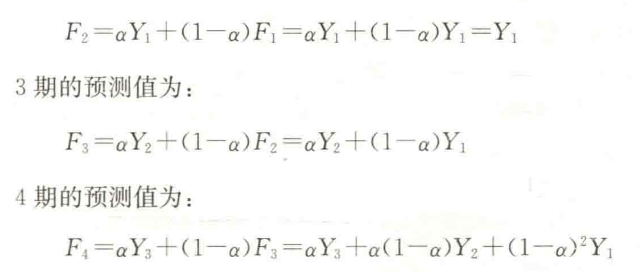 F₂=αY₁+(1−α)F₁=αY₁+(1−α)Y₁=Y₁
3 期的预测值为：
F₃=αY₂+(1−α)F₂=αY₂+(1−α)Y₁
4 期的预测值为：
F₄=αY₃+(1−α)F₃=αY₃+α(1−α)Y₂+(1−α)²Y₁